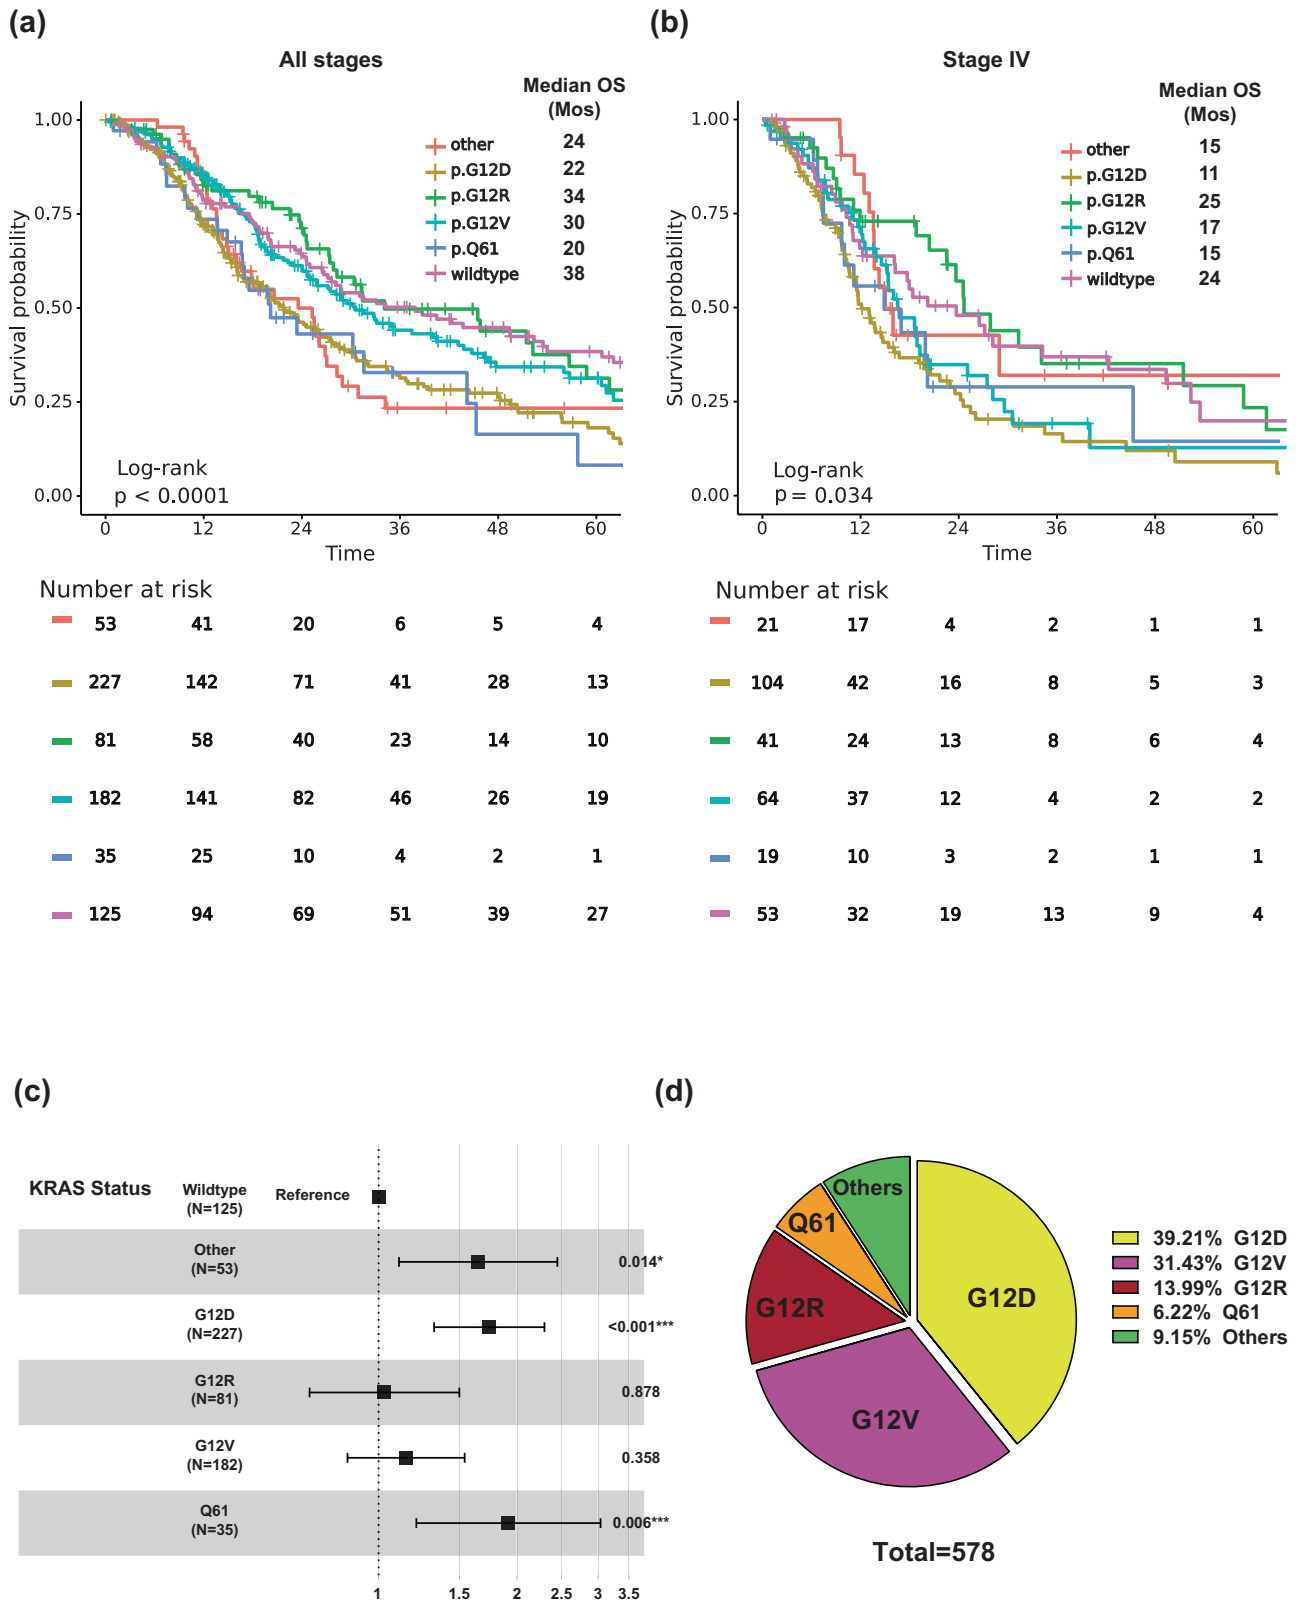 (a)
All stages
Median OS
(Mos)
other 24
p.G12D 22
p.G12R 34
p.G12V 30
p.Q61 20
wildtype 38
Survival probability
1.00
0.75
0.50
0.25
0.00
Log-rank
p < 0.0001
0 12 24 36 48 60
Time
Number at risk
53 41 20 6 5 4
227 142 71 41 28 13
81 58 40 23 14 10
182 141 82 46 26 19
35 25 10 4 2 1
125 94 69 51 39 27
(b)
Stage IV
Median OS
(Mos)
other 15
p.G12D 11
p.G12R 25
p.G12V 17
p.Q61 15
wildtype 24
Survival probability
1.00
0.75
0.50
0.25
0.00
Log-rank
p = 0.034
0 12 24 36 48 60
Time
Number at risk
21 17 4 2 1 1
104 42 16 8 5 3
41 24 13 8 6 4
64 37 12 4 2 2
19 10 3 2 1 1
53 32 19 13 9 4
(c)
KRAS Status Wildtype Reference
(N=125)
Other
(N=53) 0.014*
G12D
(N=227) <0.001***
G12R
(N=81) 0.878
G12V
(N=182) 0.358
Q61
(N=35) 0.006***
1 1.5 2 2.5 3 3.5
(d)
Others
Q61
G12R
G12D
G12V
39.21% G12D
31.43% G12V
13.99% G12R
6.22% Q61
9.15% Others
Total=578